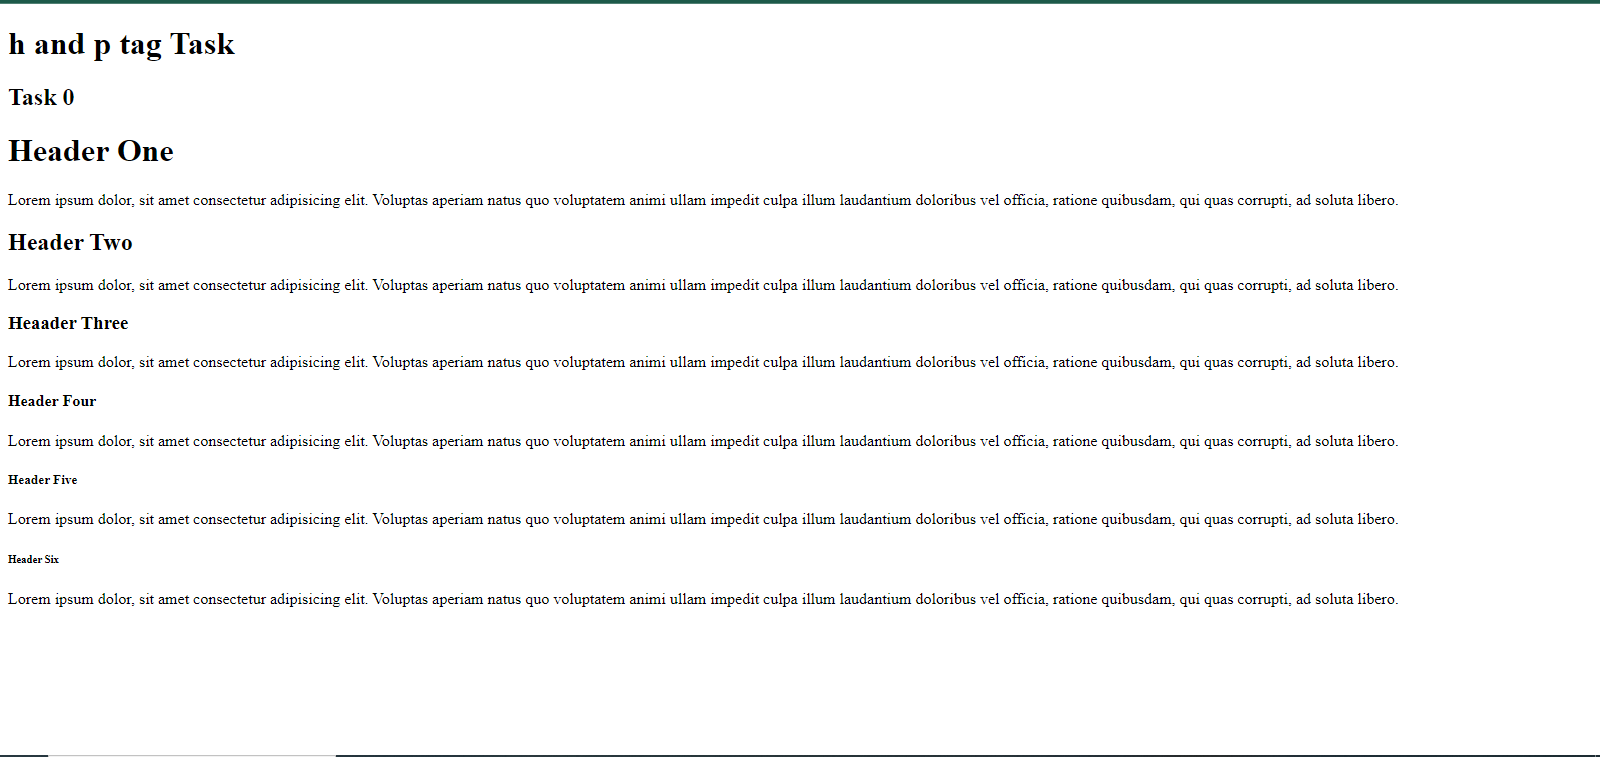 h and p tag Task
Task 0
Header One
Lorem ipsum dolor, sit amet consectetur adipisicing elit. Voluptas aperiam natus quo voluptatem animi ullam impedit culpa illum laudantium doloribus vel officia, ratione quibusdam, qui quas corrupti, ad soluta libero.
Header Two
Lorem ipsum dolor, sit amet consectetur adipisicing elit. Voluptas aperiam natus quo voluptatem animi ullam impedit culpa illum laudantium doloribus vel officia, ratione quibusdam, qui quas corrupti, ad soluta libero.
Heaader Three
Lorem ipsum dolor, sit amet consectetur adipisicing elit. Voluptas aperiam natus quo voluptatem animi ullam impedit culpa illum laudantium doloribus vel officia, ratione quibusdam, qui quas corrupti, ad soluta libero.
Header Four
Lorem ipsum dolor, sit amet consectetur adipisicing elit. Voluptas aperiam natus quo voluptatem animi ullam impedit culpa illum laudantium doloribus vel officia, ratione quibusdam, qui quas corrupti, ad soluta libero.
Header Five
Lorem ipsum dolor, sit amet consectetur adipisicing elit. Voluptas aperiam natus quo voluptatem animi ullam impedit culpa illum laudantium doloribus vel officia, ratione quibusdam, qui quas corrupti, ad soluta libero.
Header Six
Lorem ipsum dolor, sit amet consectetur adipisicing elit. Voluptas aperiam natus quo voluptatem animi ullam impedit culpa illum laudantium doloribus vel officia, ratione quibusdam, qui quas corrupti, ad soluta libero.